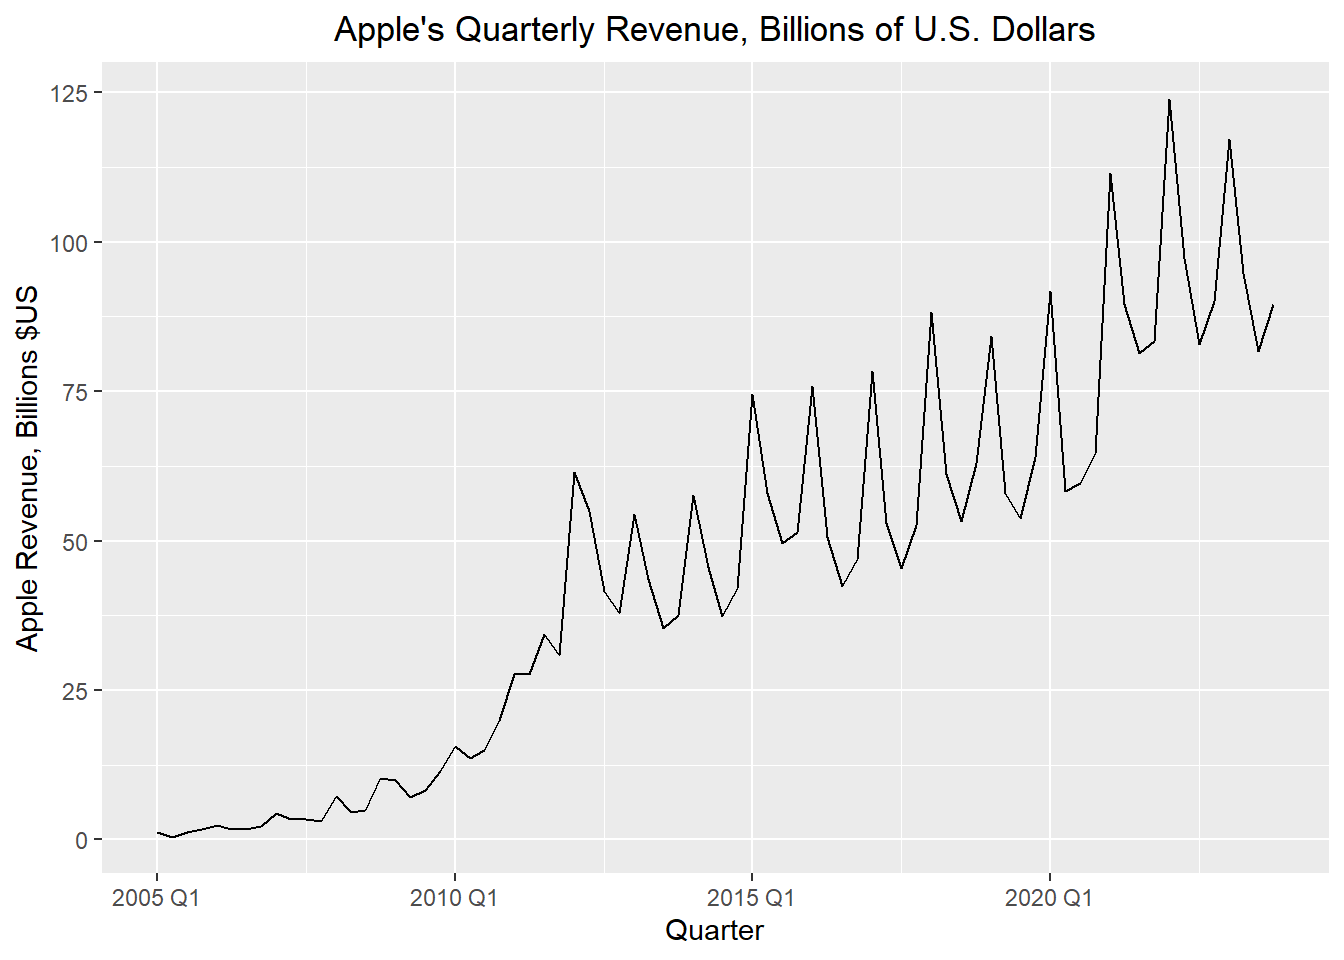 Apple's Quarterly Revenue, Billions of U.S. Dollars
Apple Revenue, Billions $US
125
100
75
50
25
0
2005 Q1 2010 Q1 2015 Q1 2020 Q1
Quarter